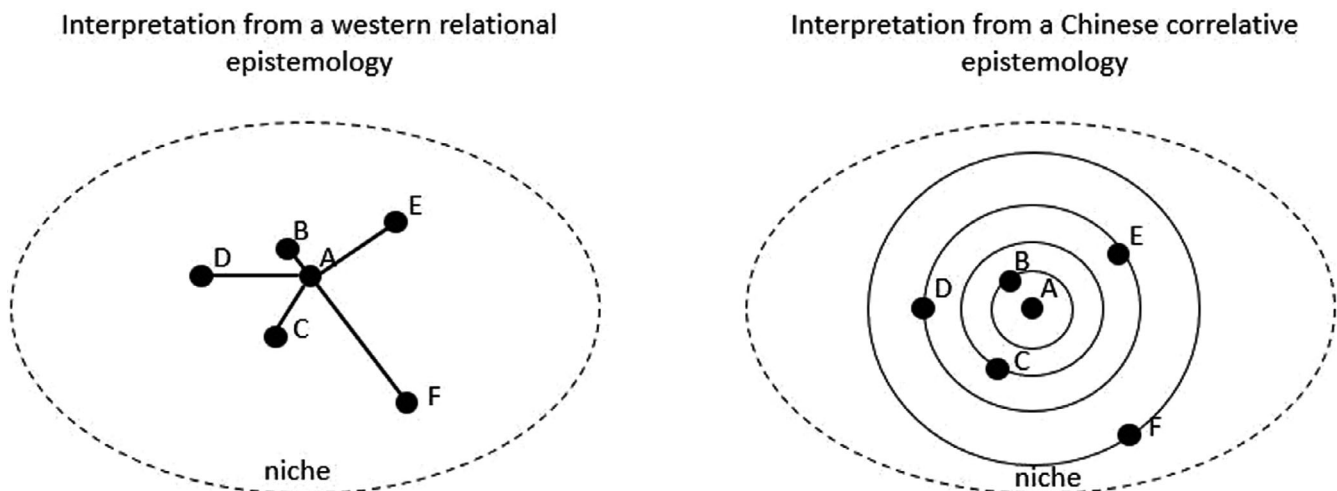 Interpretation from a western relational
epistemology
B
E
D
A
C
F
niche
Interpretation from a Chinese correlative
epistemology
E
B
D
A
C
F
niche